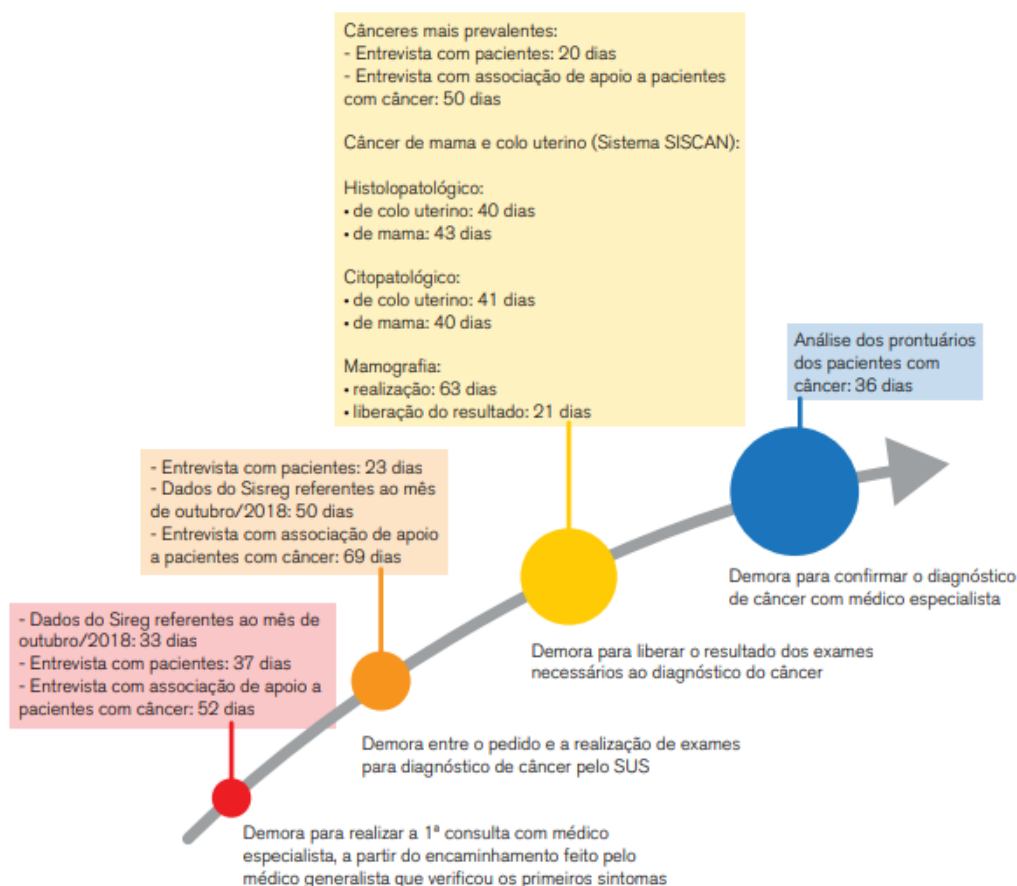 Cânceres mais prevalentes:
- Entrevista com pacientes: 20 dias
- Entrevista com associação de apoio a pacientes
com câncer: 50 dias
Câncer de mama e colo uterino (Sistema SISCAN):
Histolopatológico:
• de colo uterino: 40 dias
• de mama: 43 dias
Citopatológico:
• de colo uterino: 41 dias
• de mama: 40 dias
Mamografia:
• realização: 63 dias
• liberação do resultado: 21 dias
Análise dos prontuários
dos pacientes com
câncer: 36 dias
- Entrevista com pacientes: 23 dias
- Dados do Sisreg referentes ao mês
de outubro/2018: 50 dias
- Entrevista com associação de apoio
a pacientes com câncer: 69 dias
Demora para confirmar o diagnóstico
de câncer com médico especialista
- Dados do Sireg referentes ao mês de
outubro/2018: 33 dias
- Entrevista com pacientes: 37 dias
- Entrevista com associação de apoio a
pacientes com câncer: 52 dias
Demora para liberar o resultado dos exames
necessários ao diagnóstico do câncer
Demora entre o pedido e a realização de exames
para diagnóstico de câncer pelo SUS
Demora para realizar a 1ª consulta com médico
especialista, a partir do encaminhamento feito pelo
médico generalista que verificou os primeiros sintomas